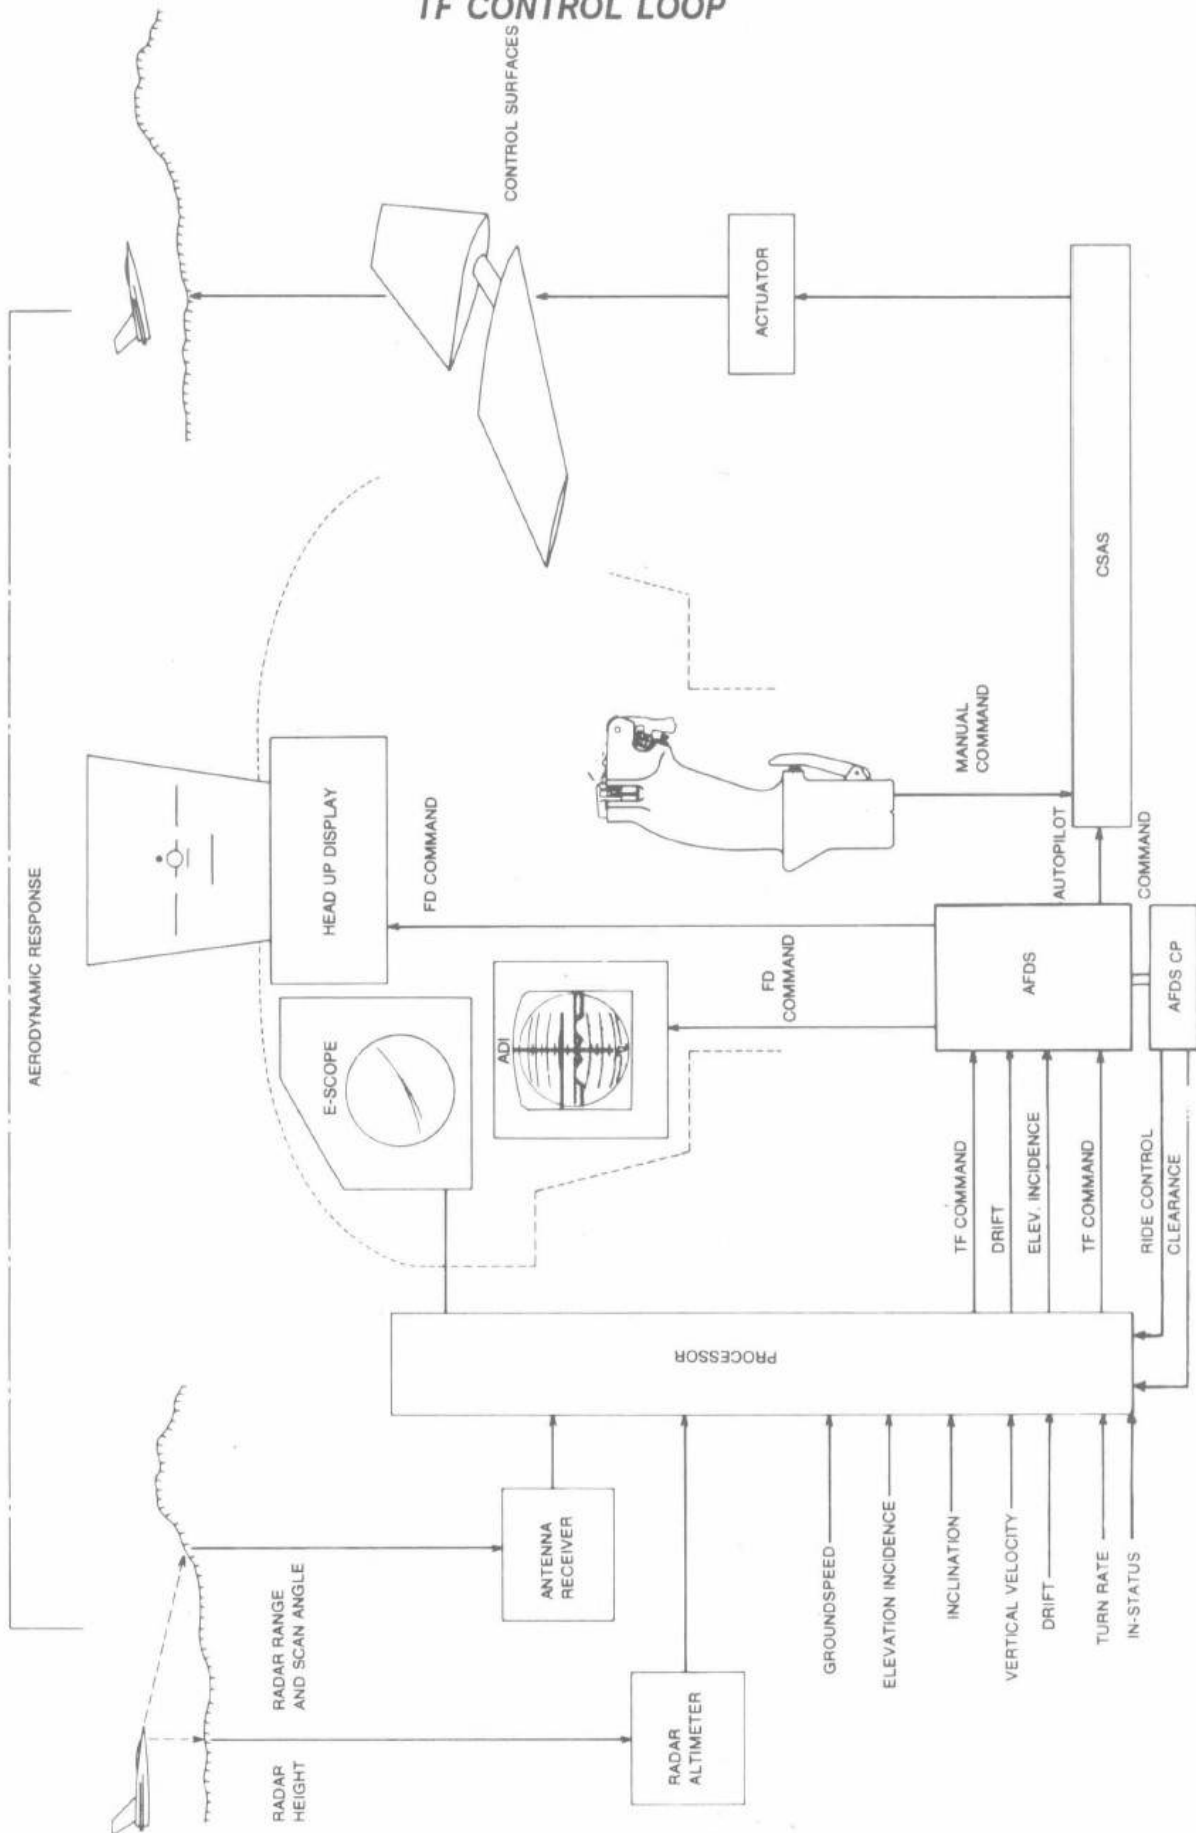 TF CONTROL LOOP
AERODYNAMIC RESPONSE
RADAR
HEIGHT
RADAR RANGE
AND SCAN ANGLE
RADAR
ALTIMETER
ANTENNA
RECEIVER
GROUNDSPEED
ELEVATION INCIDENCE
INCLINATION
VERTICAL VELOCITY
DRIFT
TURN RATE
IN-STATUS
PROCESSOR
E-SCOPE
ADI
HEAD UP DISPLAY
FD COMMAND
FD
COMMAND
TF COMMAND
DRIFT
ELEV. INCIDENCE
TF COMMAND
RIDE CONTROL
CLEARANCE
AFDS
AFDS CP
AUTOPILOT
COMMAND
MANUAL
COMMAND
CSAS
ACTUATOR
CONTROL SURFACES